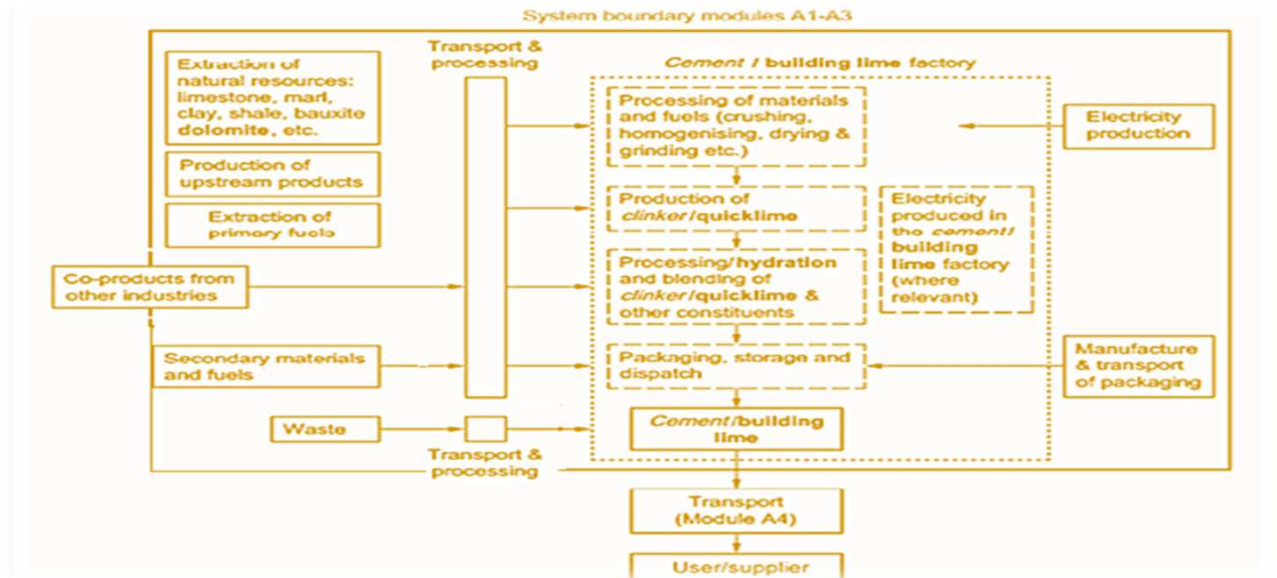 System boundary modules A1-A3
Extraction of
natural resources:
limestone, marl,
clay, shale, bauxite
dolomite, etc.
Production of
upstream products
Extraction of
primary fuels
Co-products from
other industries
Secondary materials
and fuels
Waste
Transport &
processing
Transport &
processing
Cement / building lime factory
Processing of materials
and fuels (crushing,
homogenising, drying &
grinding etc.)
Production of
clinker/quicklime
Processing/hydration
and blending of
clinker/quicklime &
other constituents
Packaging, storage and
dispatch
Cement/building
lime
Electricity
produced in
the cement/
building
lime factory
(where
relevant)
Electricity
production
Manufacture
& transport
of packaging
Transport
(Module A4)
User/supplier